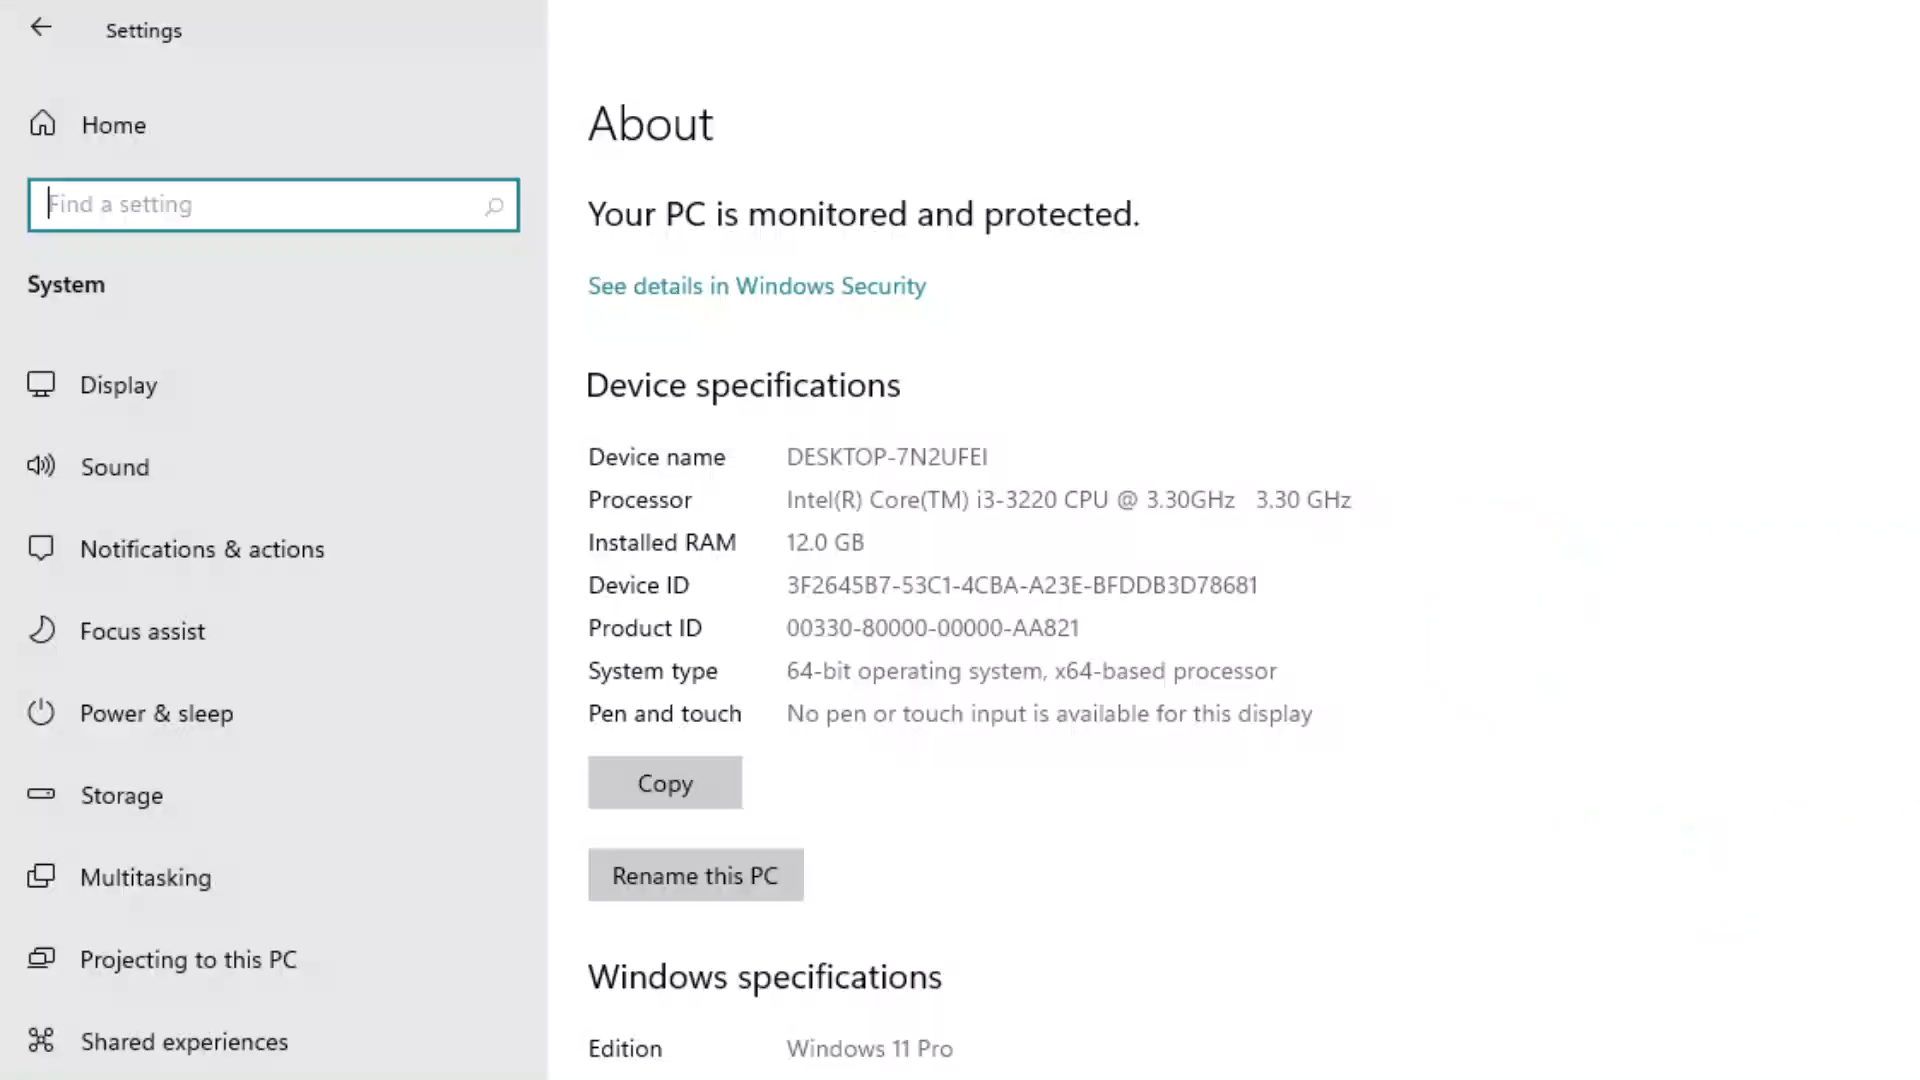 Settings
Home
Find a setting
System
Display
Sound
Notifications & actions
Focus assist
Power & sleep
Storage
Multitasking
Projecting to this PC
Shared experiences
About
Your PC is monitored and protected.
See details in Windows Security
Device specifications
Device name DESKTOP-7N2UFEI
Processor Intel(R) Core(TM) i3-3220 CPU @ 3.30GHz 3.30 GHz
Installed RAM 12.0 GB
Device ID 3F2645B7-53C1-4CBA-A23E-BFDDB3D78681
Product ID 00330-80000-00000-AA821
System type 64-bit operating system, x64-based processor
Pen and touch No pen or touch input is available for this display
Copy
Rename this PC
Windows specifications
Edition Windows 11 Pro